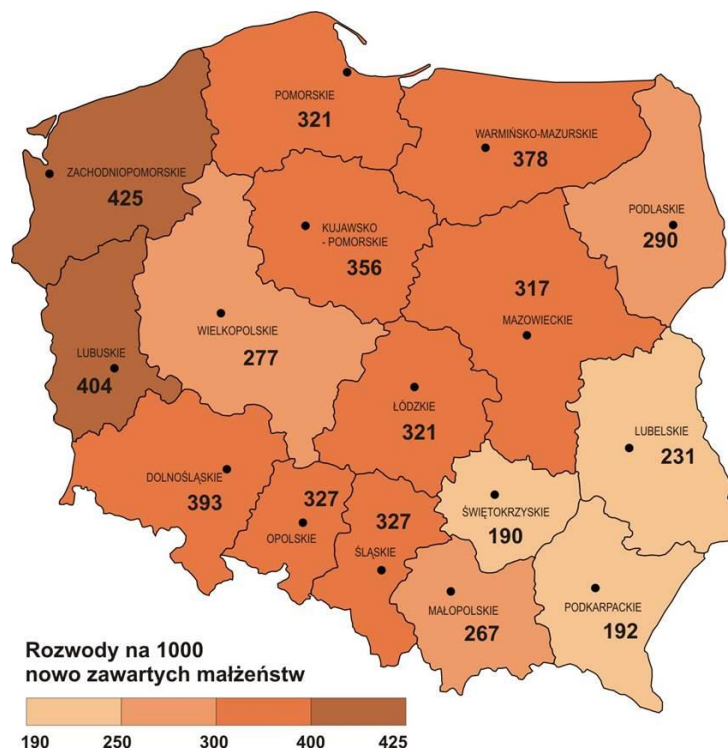 POMORSKIE
321
WARMIŃSKO-MAZURSKIE
378
ZACHODNIOPOMORSKIE
425
PODLASKIE
290
KUJAWSKO
- POMORSKIE
356
317
MAZOWIECKIE
WIELKOPOLSKIE
277
LUBUSKIE
404
ŁÓDZKIE
321
LUBELSKIE
231
DOLNOŚLĄSKIE
393
327
OPOLSKIE
327
ŚLĄSKIE
ŚWIĘTOKRZYSKIE
190
MAŁOPOLSKIE
267
PODKARPACKIE
192
Rozwody na 1000
nowo zawartych małżeństw
190 250 300 400 425